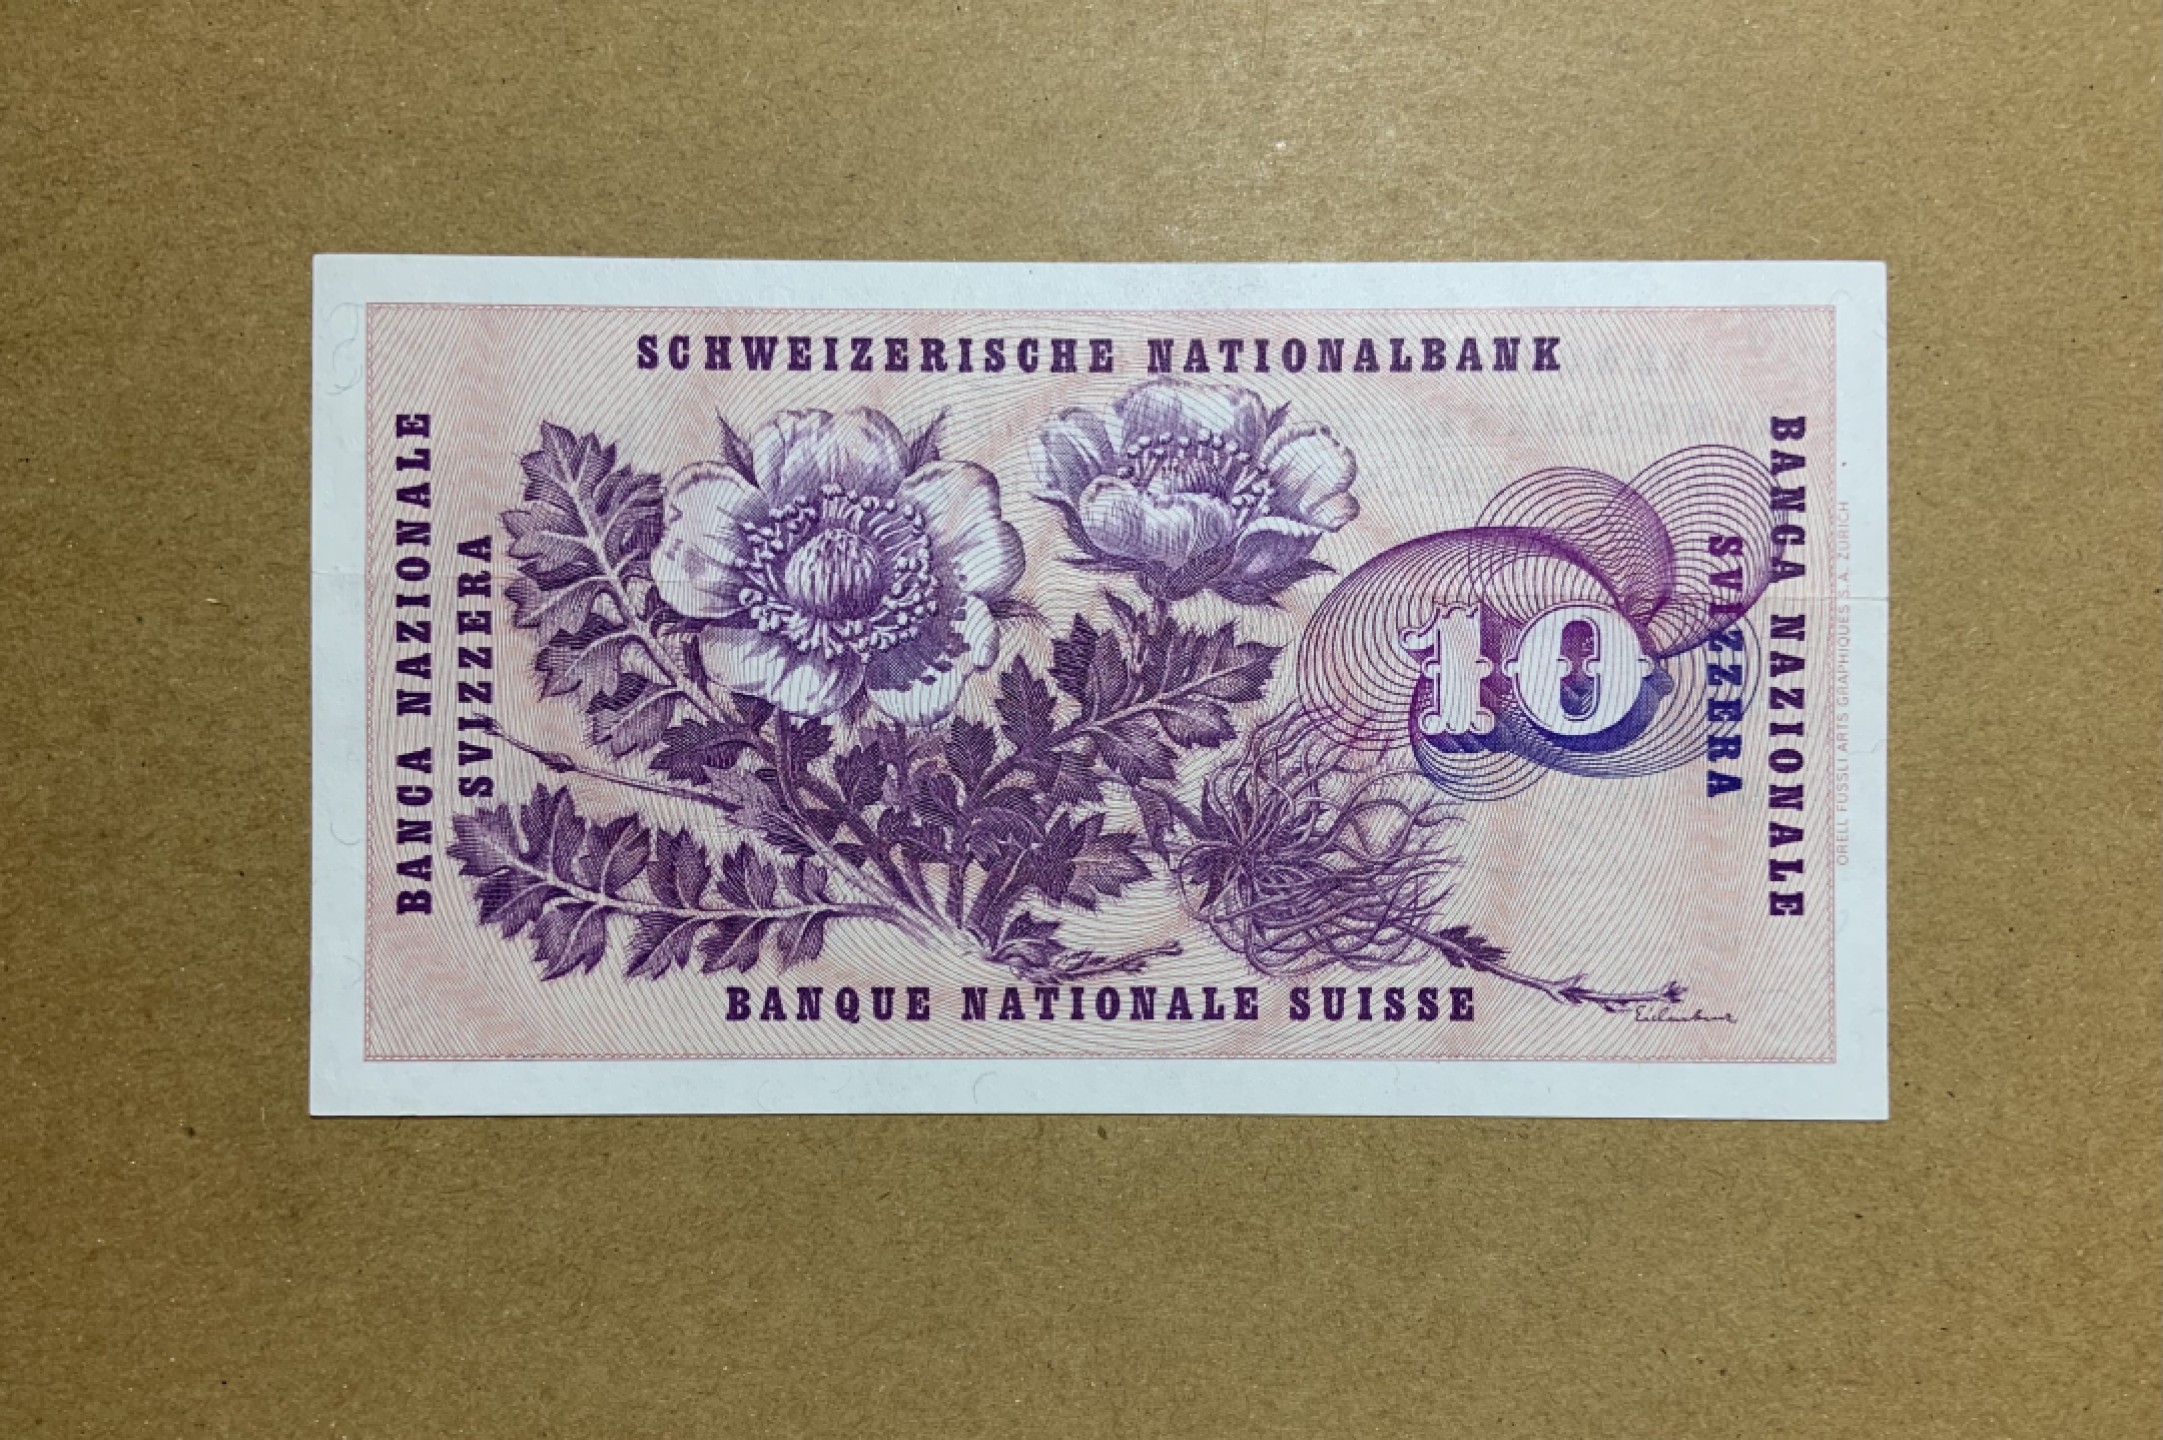 SCHWEIZERISCHE NATIONALBANK
BANCA NAZIONALE
SVIZZERA
10
BANCA NAZIONALE
SVIZZERA
ORELL FÜSSLI ARTS GRAPHIQUES S.A. ZURICH
BANQUE NATIONALE SUISSE